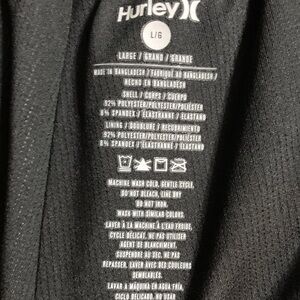 Hurley
L/G
LARGE / GRAND / GRANDE
MADE IN BANGLADESH / FABRIQUÉ AU BANGLADESH/
HECHO EN BANGLADESH
SHELL / CORPS / CUERPO
92% POLYESTER/POLYESTER/POLIÉSTER
8% SPANDEX / ÉLASTHANNE / ELASTANO
LINING / DOUBLURE / RECUBRIMIENTO
92% POLYESTER/POLYESTER/POLIÉSTER
8% SPANDEX / ÉLASTHANNE / ELASTANO
MACHINE WASH COLD, GENTLE CYCLE.
DO NOT BLEACH, LINE DRY
DO NOT IRON.
WASH WITH SIMILAR COLORS.
LAVER À LA MACHINE À L'EAU FROIDE,
CYCLE DÉLICAT. NE PAS UTILISER
AGENT DE BLANCHIMENT.
SUSPENDRE AU SEC. NE PAS
REPASSER. LAVER AVEC DES COULEURS
SEMBLABLES.
LAVAR A MÁQUINA EN AGUA FRÍA,
CICLO DELICADO, NO USAR